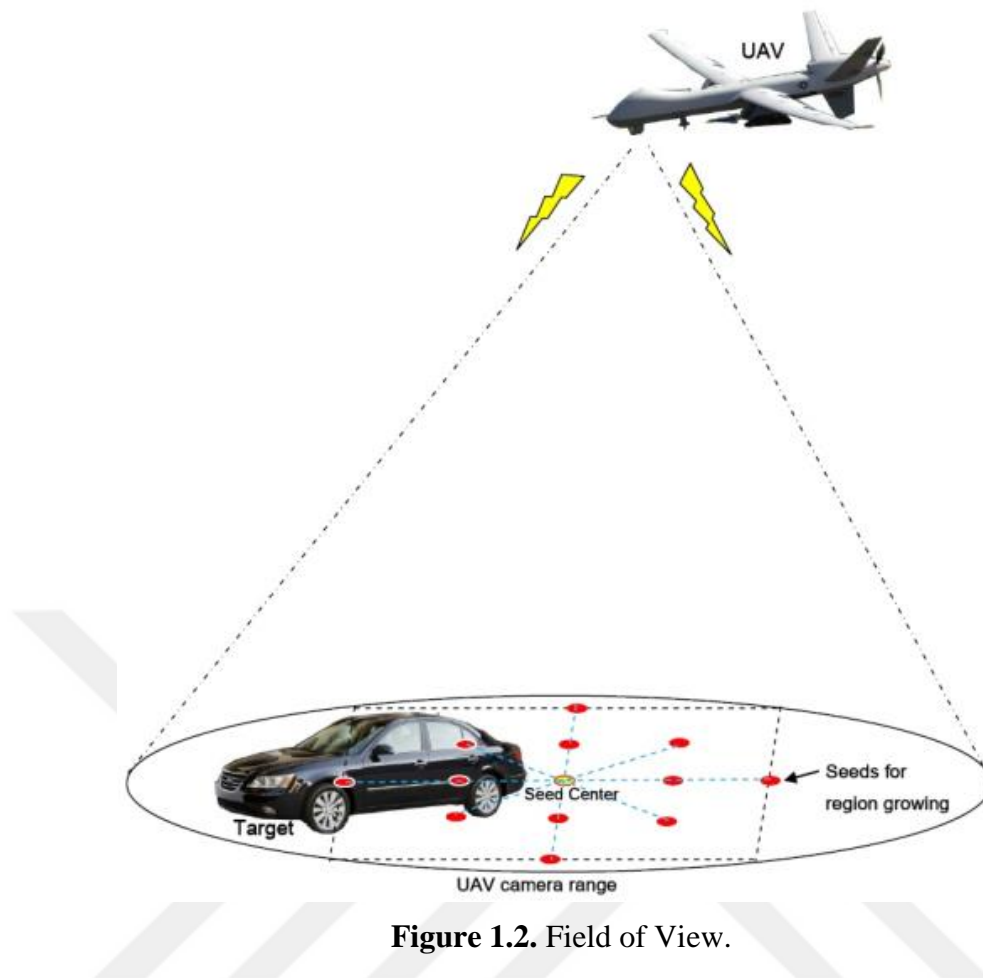 UAV
Seed Center
Seeds for
region growing
Target
UAV camera range
Figure 1.2. Field of View.